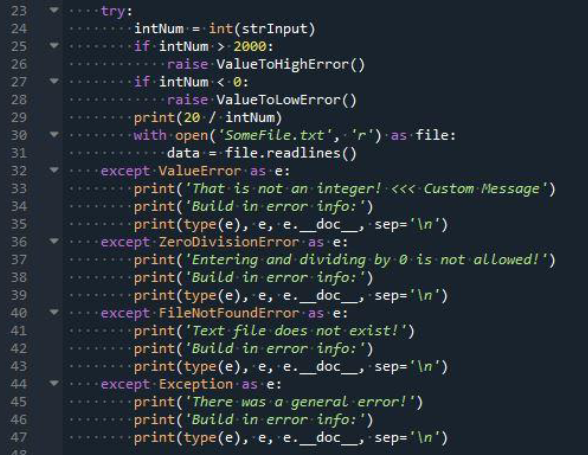 23 try:
24 intNum = int(strInput)
25 if intNum > 2000:
26 raise ValueToHighError()
27 if intNum < 0:
28 raise ValueToLowError()
29 print(20 / intNum)
30 with open('SomeFile.txt', 'r') as file:
31 data = file.readlines()
32 except ValueError as e:
33 print('That is not an integer! <<< Custom Message')
34 print('Build in error info:')
35 print(type(e), e, e.__doc__, sep='\n')
36 except ZeroDivisionError as e:
37 print('Entering and dividing by 0 is not allowed!')
38 print('Build in error info:')
39 print(type(e), e, e.__doc__, sep='\n')
40 except FileNotFoundError as e:
41 print('Text file does not exist!')
42 print('Build in error info:')
43 print(type(e), e, e.__doc__, sep='\n')
44 except Exception as e:
45 print('There was a general error!')
46 print('Build in error info:')
47 print(type(e), e, e.__doc__, sep='\n')
48